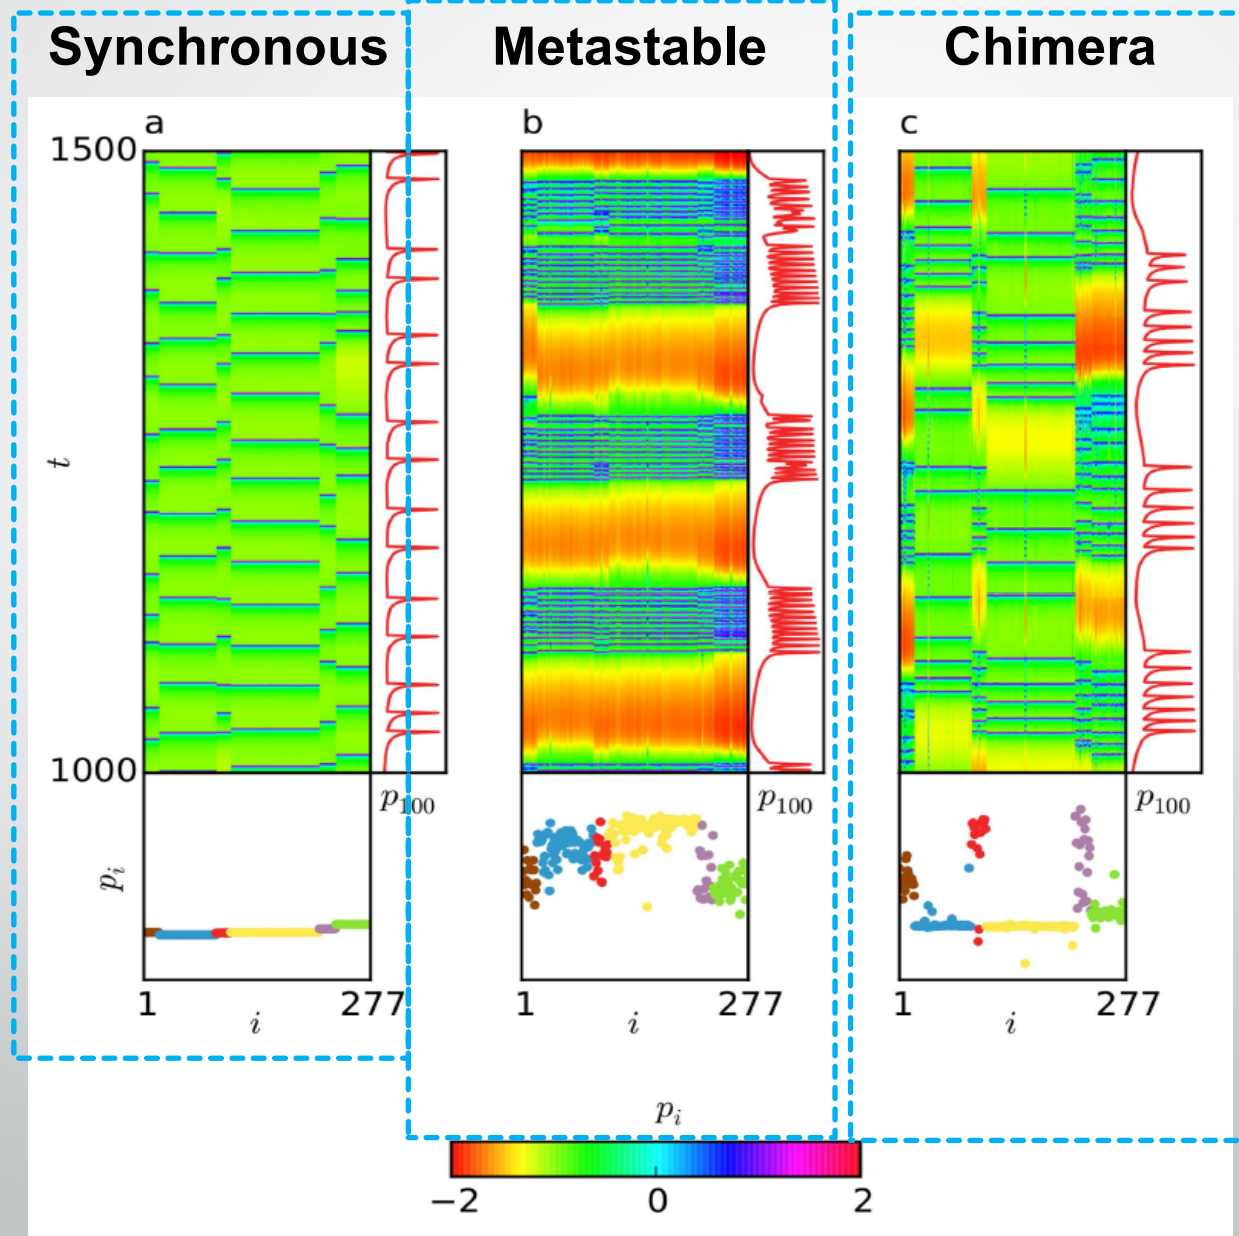 Synchronous Metastable Chimera
a b c
1500
t
1000
p100 p100 p100
pi
1 277 1 277 1 277
i i i
pi
−2 0 2